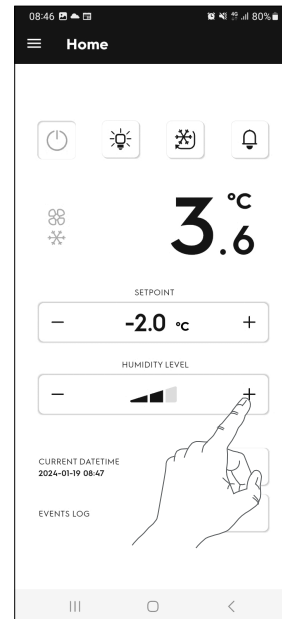 08:46 4G 80%
Home
3.6 °C
SETPOINT
− -2.0 °C +
HUMIDITY LEVEL
− +
CURRENT DATETIME
2024-01-19 08:47
EVENTS LOG